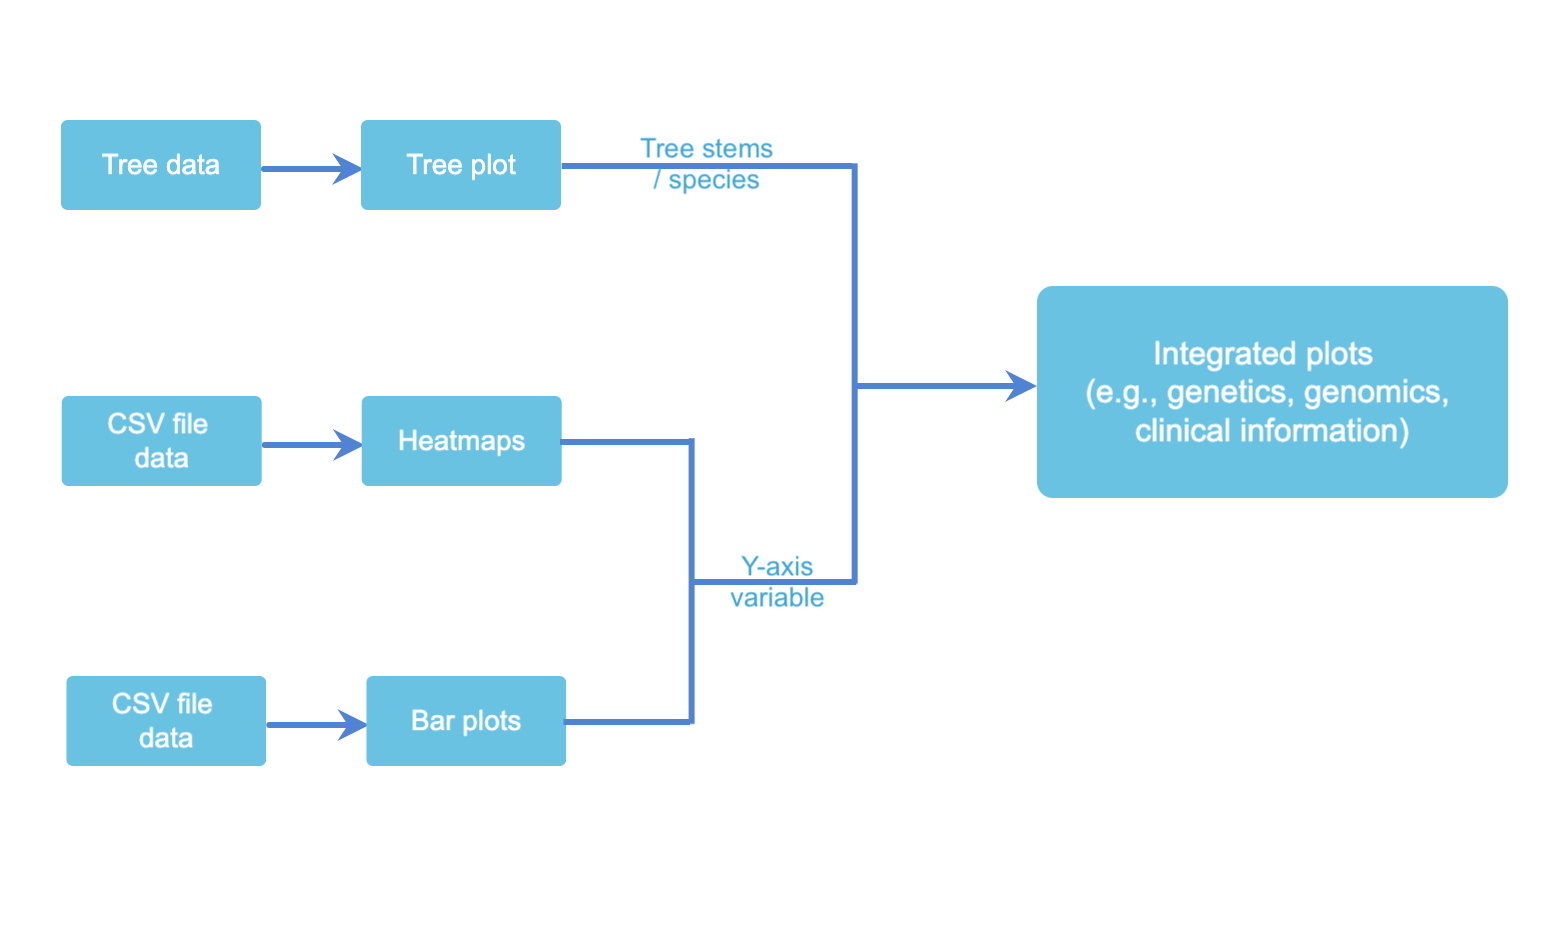 Tree data
Tree plot
Tree stems
/ species
Integrated plots
(e.g., genetics, genomics,
clinical information)
CSV file
data
Heatmaps
Y-axis
variable
CSV file
data
Bar plots